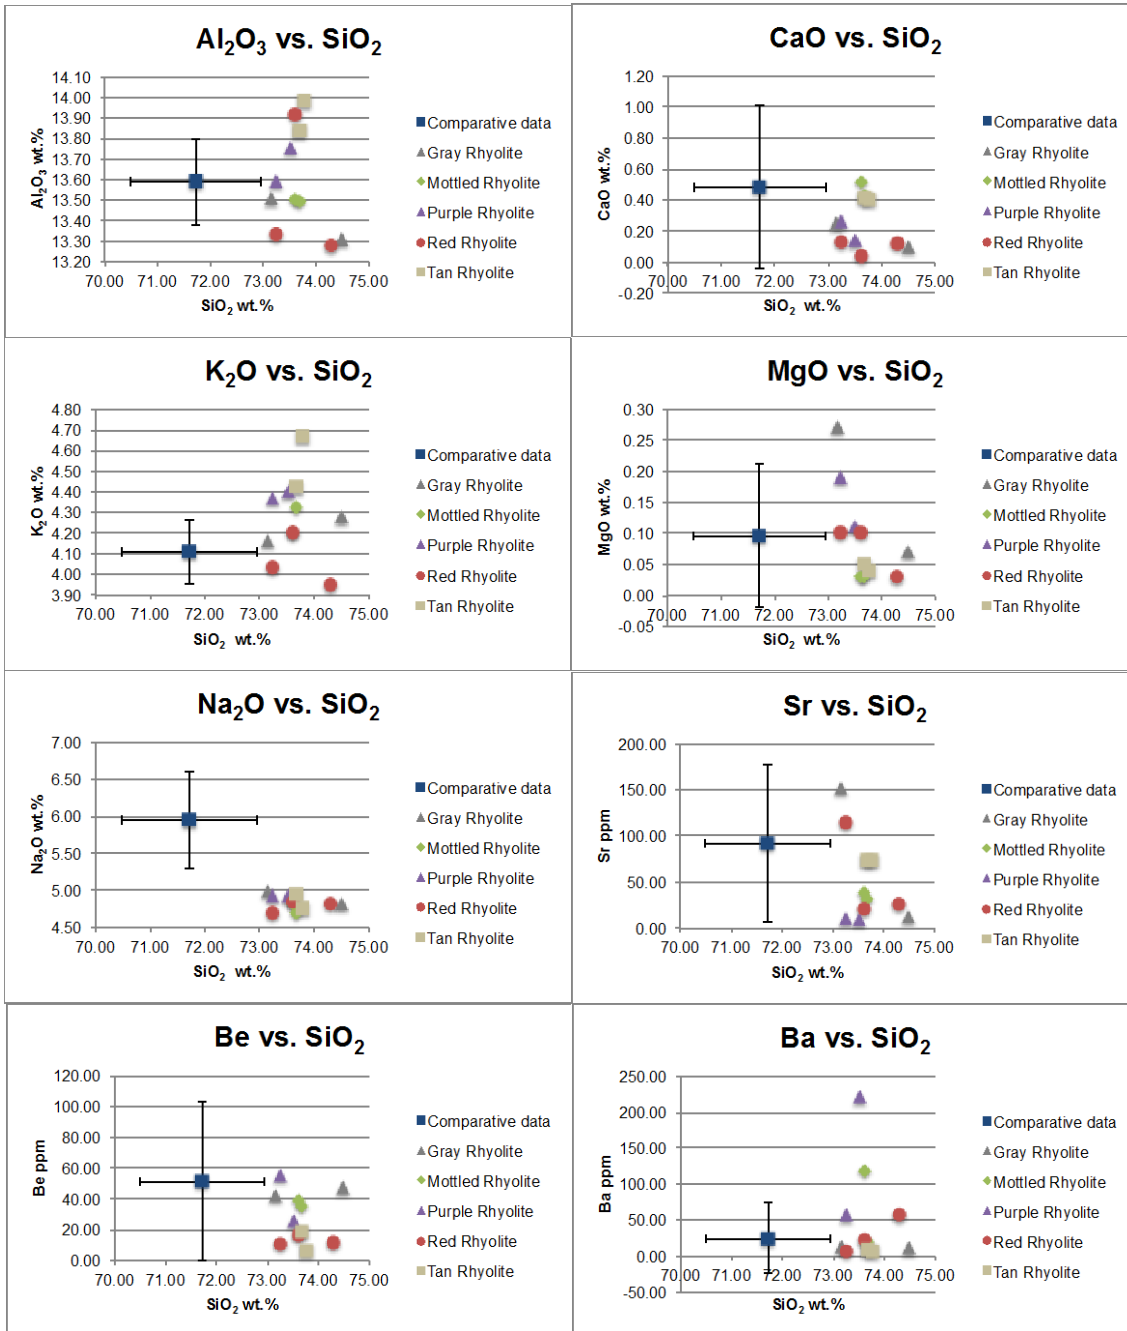 Al₂O₃ vs. SiO₂
14.10
14.00
13.90
13.80
13.70
13.60
13.50
13.40
13.30
13.20
Al₂O₃ wt.%
70.00 71.00 72.00 73.00 74.00 75.00
SiO₂ wt.%
Comparative data
Gray Rhyolite
Mottled Rhyolite
Purple Rhyolite
Red Rhyolite
Tan Rhyolite
CaO vs. SiO₂
1.20
1.00
0.80
0.60
0.40
0.20
0.00
-0.20
CaO wt.%
70.00 71.00 72.00 73.00 74.00 75.00
SiO₂ wt.%
Comparative data
Gray Rhyolite
Mottled Rhyolite
Purple Rhyolite
Red Rhyolite
Tan Rhyolite
K₂O vs. SiO₂
4.80
4.70
4.60
4.50
4.40
4.30
4.20
4.10
4.00
3.90
K₂O wt.%
70.00 71.00 72.00 73.00 74.00 75.00
SiO₂ wt.%
Comparative data
Gray Rhyolite
Mottled Rhyolite
Purple Rhyolite
Red Rhyolite
Tan Rhyolite
MgO vs. SiO₂
0.30
0.25
0.20
0.15
0.10
0.05
0.00
-0.05
MgO wt.%
70.00 71.00 72.00 73.00 74.00 75.00
SiO₂ wt.%
Comparative data
Gray Rhyolite
Mottled Rhyolite
Purple Rhyolite
Red Rhyolite
Tan Rhyolite
Na₂O vs. SiO₂
7.00
6.50
6.00
5.50
5.00
4.50
Na₂O wt.%
70.00 71.00 72.00 73.00 74.00 75.00
SiO₂ wt.%
Comparative data
Gray Rhyolite
Mottled Rhyolite
Purple Rhyolite
Red Rhyolite
Tan Rhyolite
Sr vs. SiO₂
200.00
150.00
100.00
50.00
0.00
Sr ppm
70.00 71.00 72.00 73.00 74.00 75.00
SiO₂ wt.%
Comparative data
Gray Rhyolite
Mottled Rhyolite
Purple Rhyolite
Red Rhyolite
Tan Rhyolite
Be vs. SiO₂
120.00
100.00
80.00
60.00
40.00
20.00
0.00
Be ppm
70.00 71.00 72.00 73.00 74.00 75.00
SiO₂ wt.%
Comparative data
Gray Rhyolite
Mottled Rhyolite
Purple Rhyolite
Red Rhyolite
Tan Rhyolite
Ba vs. SiO₂
250.00
200.00
150.00
100.00
50.00
0.00
-50.00
Ba ppm
70.00 71.00 72.00 73.00 74.00 75.00
SiO₂ wt.%
Comparative data
Gray Rhyolite
Mottled Rhyolite
Purple Rhyolite
Red Rhyolite
Tan Rhyolite